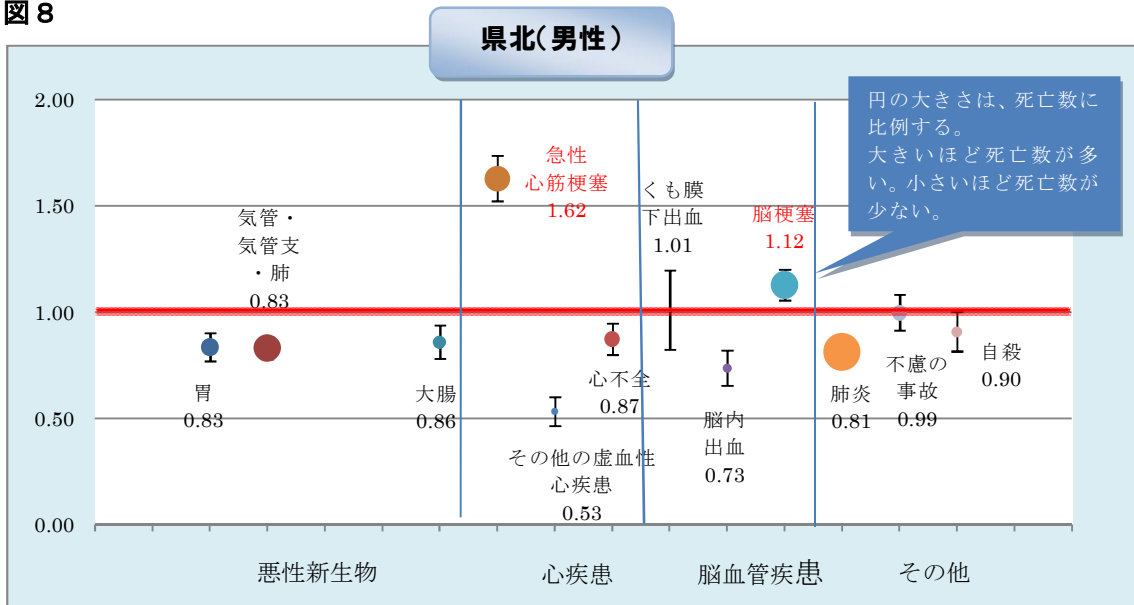 図８
県北(男性)
円の大きさは、死亡数に
比例する。
大きいほど死亡数が多
い。小さいほど死亡数が
少ない。
2.00
1.50
1.00
0.50
0.00
気管・
気管支
・肺
0.83
胃
0.83
大腸
0.86
急性
心筋梗塞
1.62
その他の虚血性
心疾患
0.53
心不全
0.87
くも膜
下出血
1.01
脳内
出血
0.73
脳梗塞
1.12
肺炎
0.81
不慮の
事故
0.99
自殺
0.90
悪性新生物
心疾患
脳血管疾患
その他